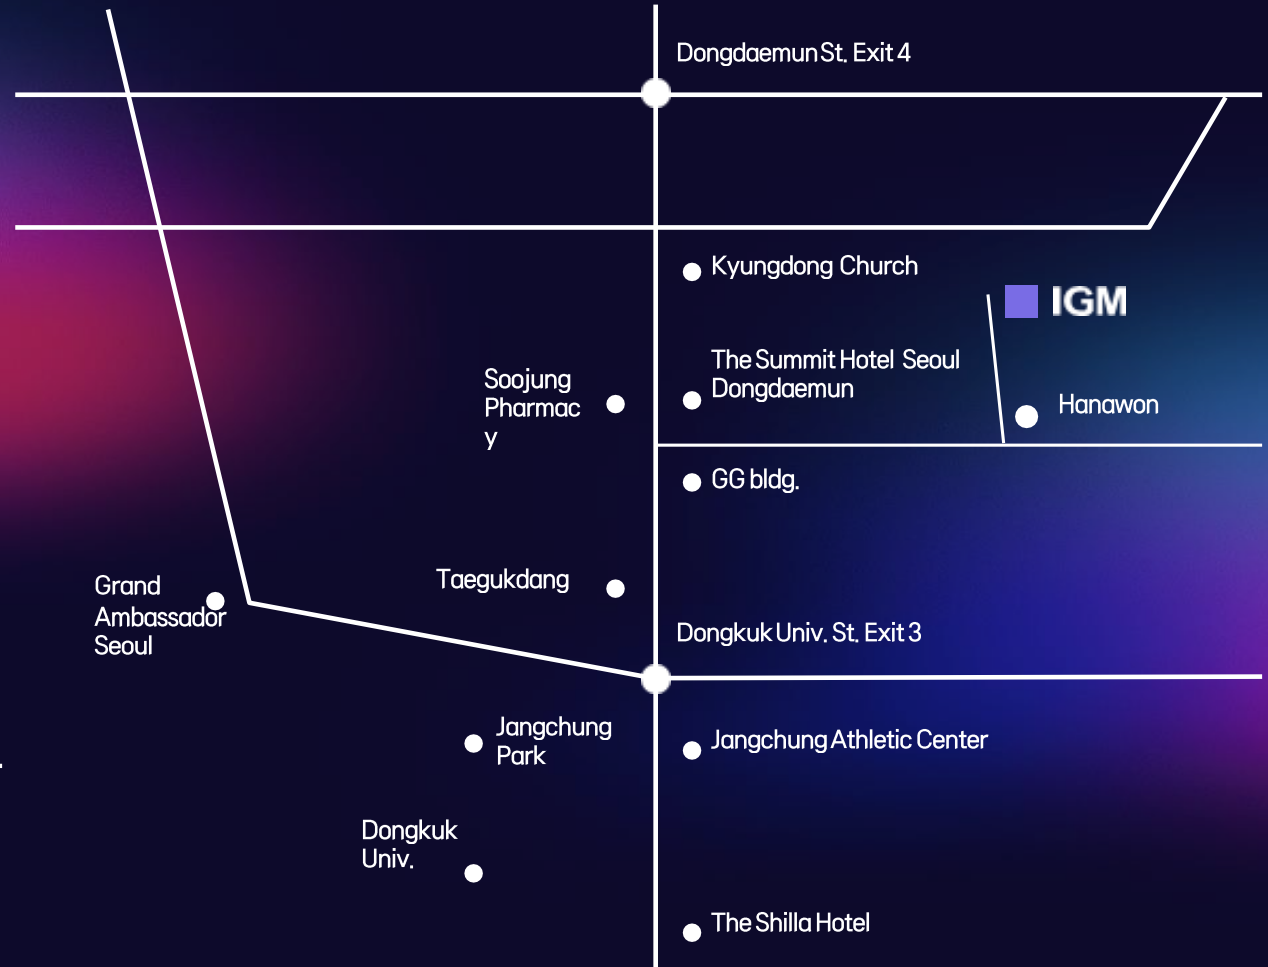 Dongdaemun St. Exit 4
Kyungdong Church
IGM
The Summit Hotel Seoul
Dongdaemun
Soojung
Pharmac
y
Hanawon
GG bldg.
Taegukdang
Grand
Ambassador
Seoul
Dongkuk Univ. St. Exit 3
Jangchung
Park
Jangchung Athletic Center
Dongkuk
Univ.
The Shilla Hotel